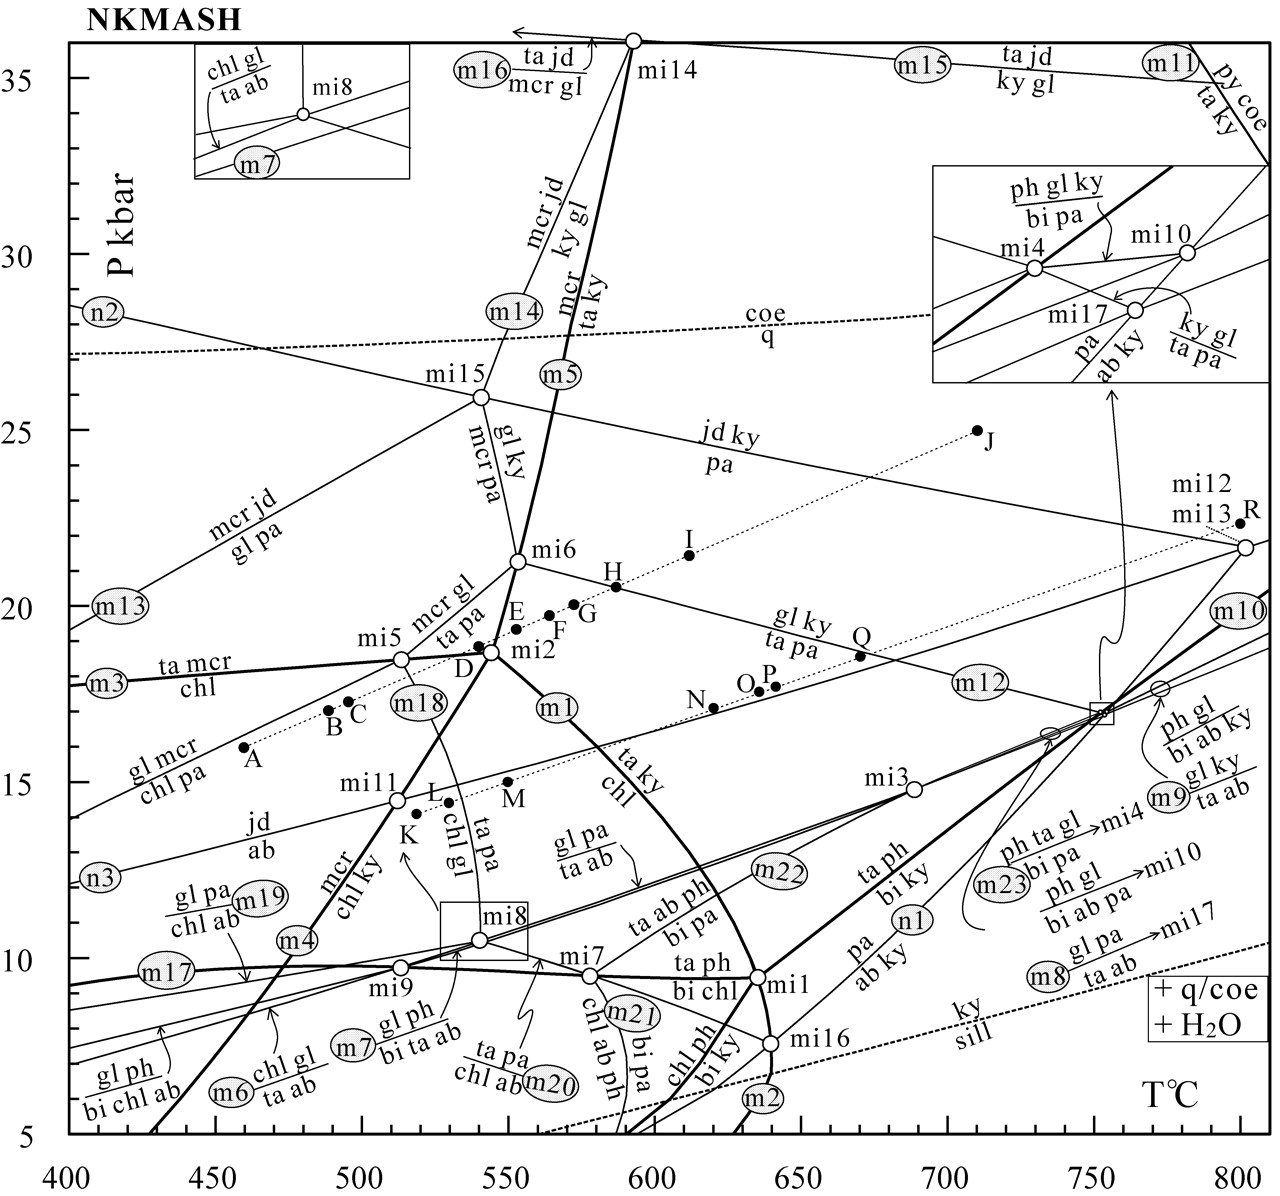 NKMASH
P kbar
T°C
35
30
25
20
15
10
5
400
450
500
550
600
650
700
750
800
chl gl
ta ab
mi8
m7
m16
ta jd
mcr gl
mi14
m15
ta jd
ky gl
m11
py coe
ta ky
ph gl ky
bi pa
mi4
mi10
mi17
ky gl
ta pa
pa
ab ky
n2
mcr jd
ky gl
mcr
ta ky
m14
coe
q
mi15
m5
gl ky
mcr pa
jd ky
pa
J
mi12
mi13
R
mcr jd
gl pa
m13
mi6
I
H
mcr gl
ta pa
E
F
G
mi5
D
mi2
gl ky
ta pa
Q
m10
ta mcr
chl
m3
m18
B
C
A
m1
N
O
P
m12
gl mcr
chl pa
mi11
L
K
M
ta ky
chl
mi3
ph gl
bi ab ky
m9
gl ky
ta ab
jd
ab
n3
mcr
chl ky
chl gl
ta pa
gl pa
ta ab
m22
ta ph
bi ky
ph ta gl
bi pa
mi4
m23
ph gl
bi ab pa
mi10
gl pa
chl ab
m19
mi8
ta ab ph
bi pa
n1
pa
ab ky
gl pa
ta ab
mi17
m8
m4
m17
mi9
mi7
ta ph
bi chl
mi1
ky
sill
+ q/coe
+ H₂O
gl ph
bi chl ab
m6
chl gl
ta ab
m7
gl ph
bi ta ab
ta pa
chl ab
m20
m21
chl ab ph
bi pa
chl ph
bi ky
mi16
m2